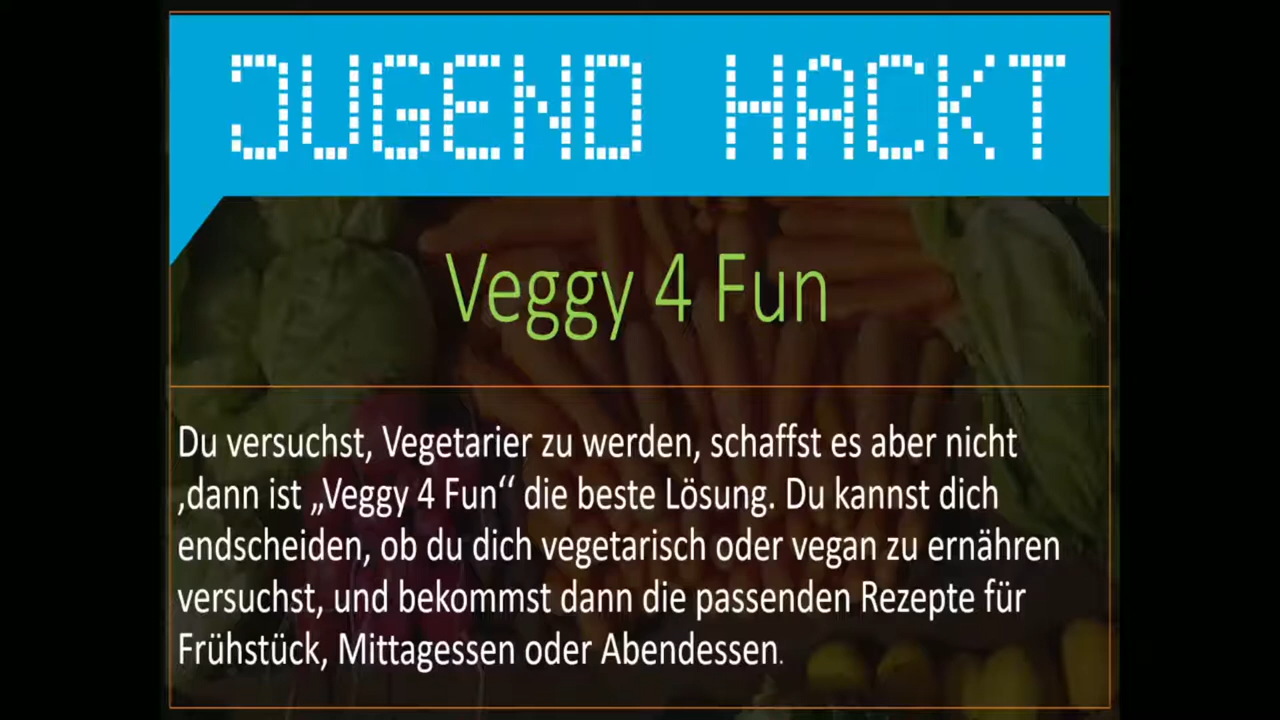 JUGEND HACKT
Veggy 4 Fun
Du versuchst, Vegetarier zu werden, schaffst es aber nicht
,dann ist „Veggy 4 Fun‘‘ die beste Lösung. Du kannst dich
endscheiden, ob du dich vegetarisch oder vegan zu ernähren
versuchst, und bekommst dann die passenden Rezepte für
Frühstück, Mittagessen oder Abendessen.